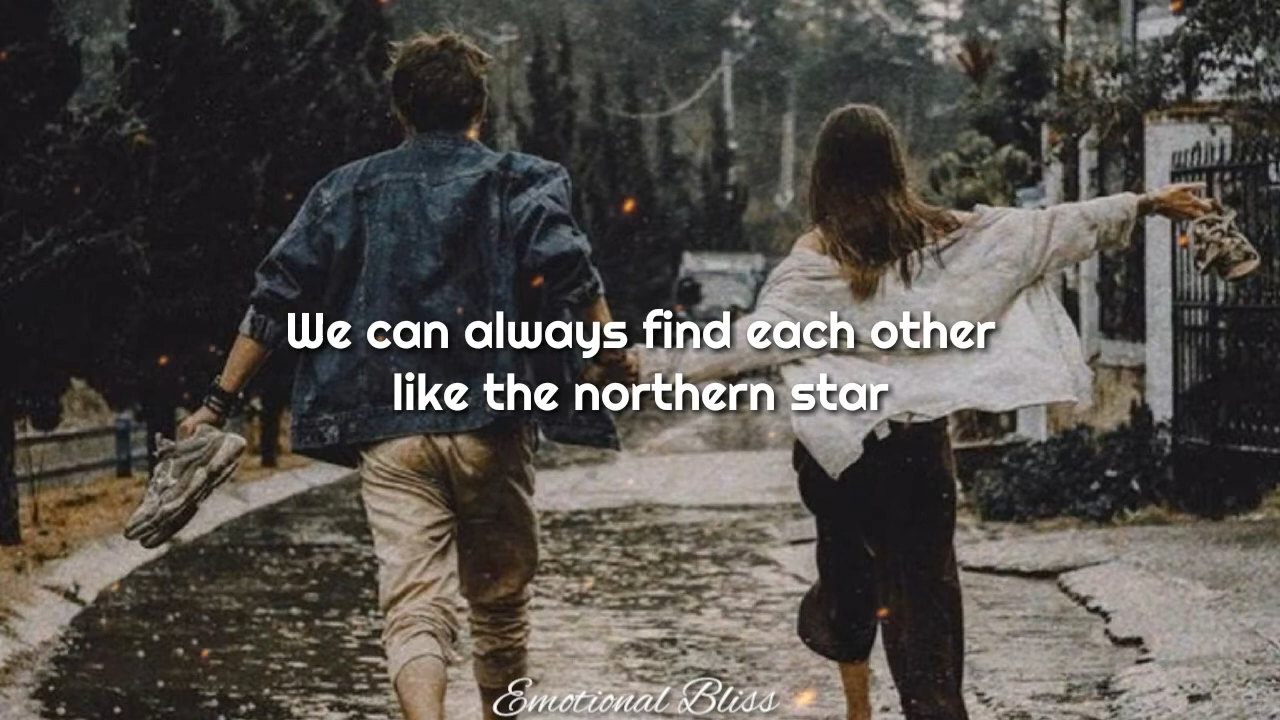 We can always find each other
like the northern star
Emotional Bliss